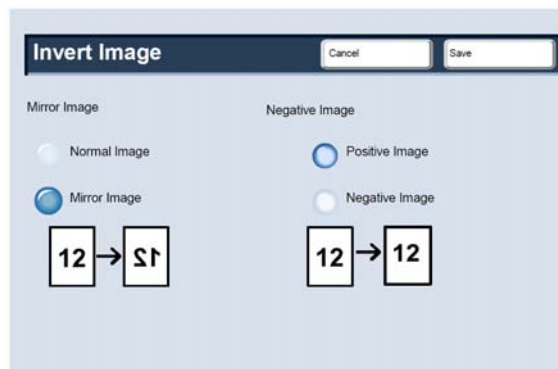 Invert Image
Cancel
Save
Mirror Image
Negative Image
Normal Image
Positive Image
Mirror Image
Negative Image
12 → 12
12 → 12